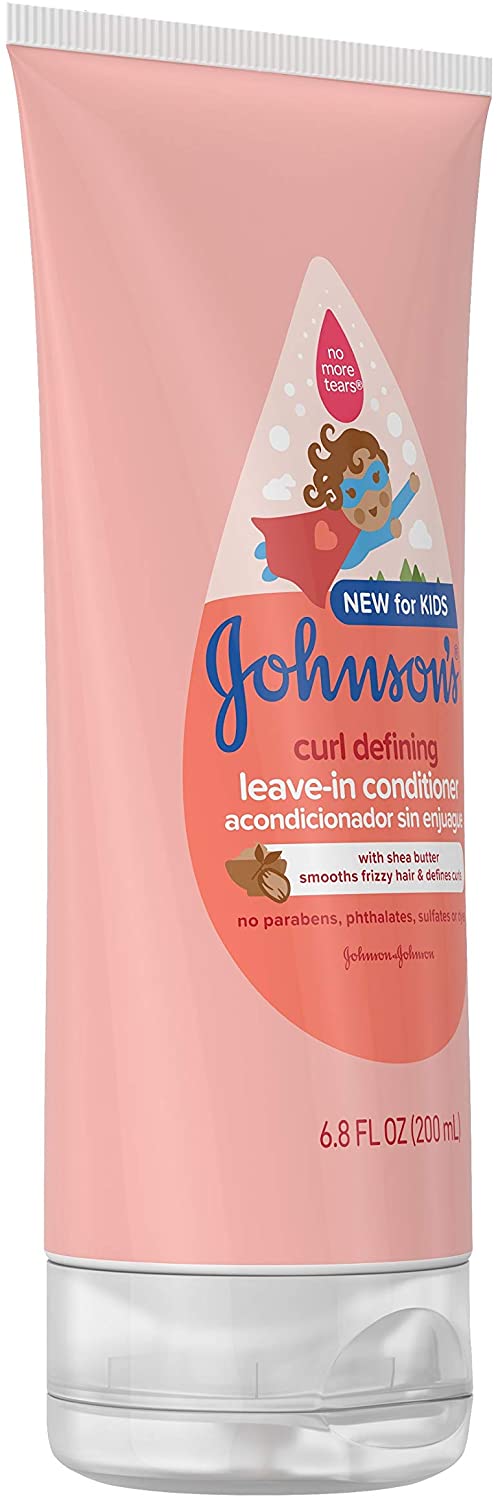 no
more
tears®
NEW for KIDS
Johnson's®
curl defining
leave-in conditioner
acondicionador sin enjuague
with shea butter
smooths frizzy hair & defines curls
no parabens, phthalates, sulfates or dyes
Johnson & Johnson
6.8 FL OZ (200 mL)